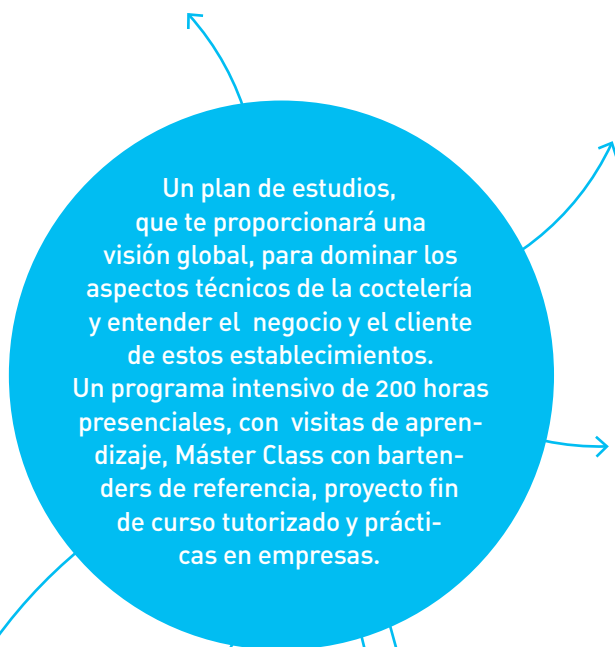 Un plan de estudios,
que te proporcionará una
visión global, para dominar los
aspectos técnicos de la coctelería
y entender el negocio y el cliente
de estos establecimientos.
Un programa intensivo de 200 horas
presenciales, con visitas de apren-
dizaje, Máster Class con barten-
ders de referencia, proyecto fin
de curso tutorizado y prácti-
cas en empresas.